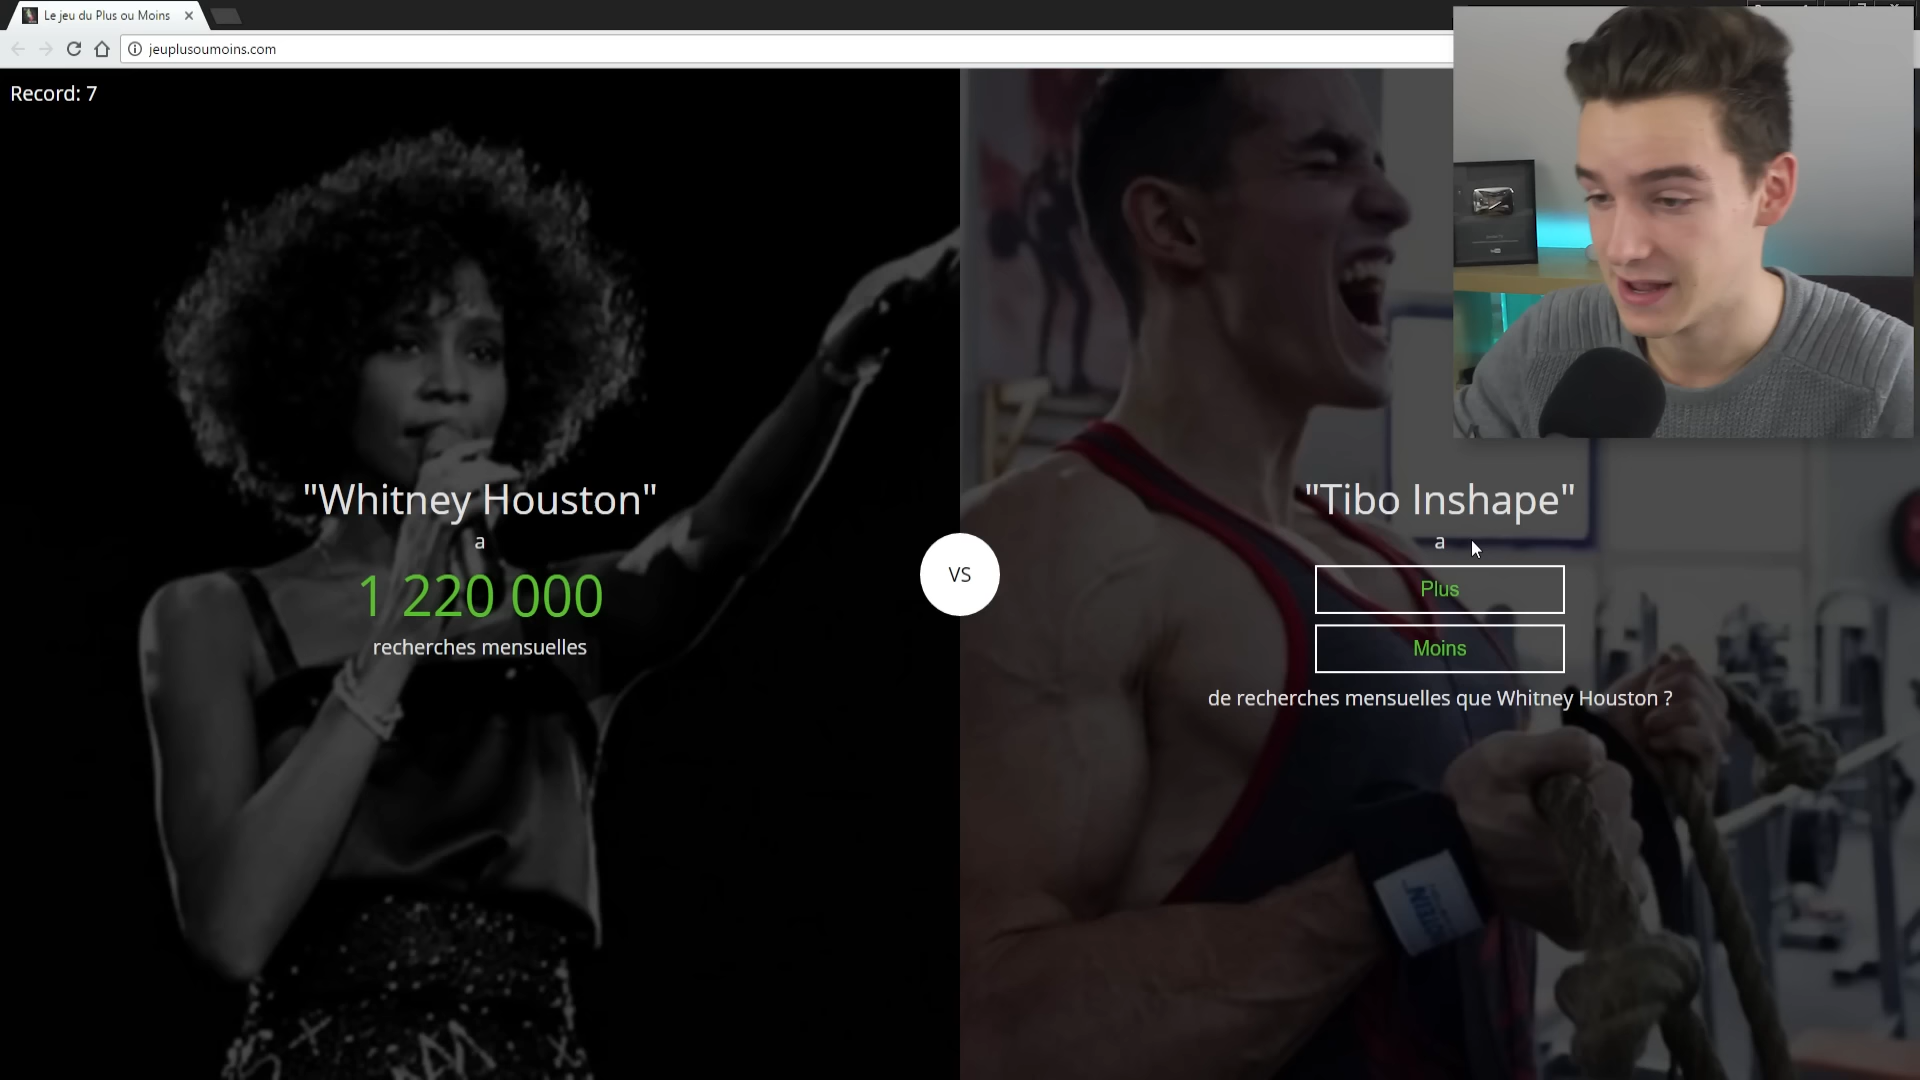 Le jeu du Plus ou Moins
jeuplusoumoins.com
Record: 7
"Whitney Houston"
a
1 220 000
recherches mensuelles
VS
"Tibo Inshape"
a
Plus
Moins
de recherches mensuelles que Whitney Houston ?